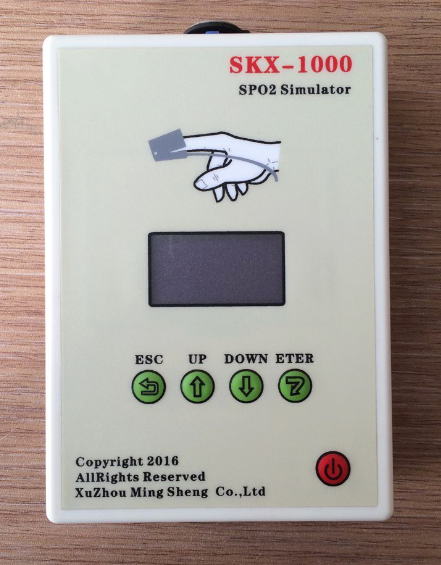 SKX-1000
SPO2 Simulator
ESC UP DOWN ETER
Copyright 2016
AllRights Reserved
XuZhou Ming Sheng Co.,Ltd